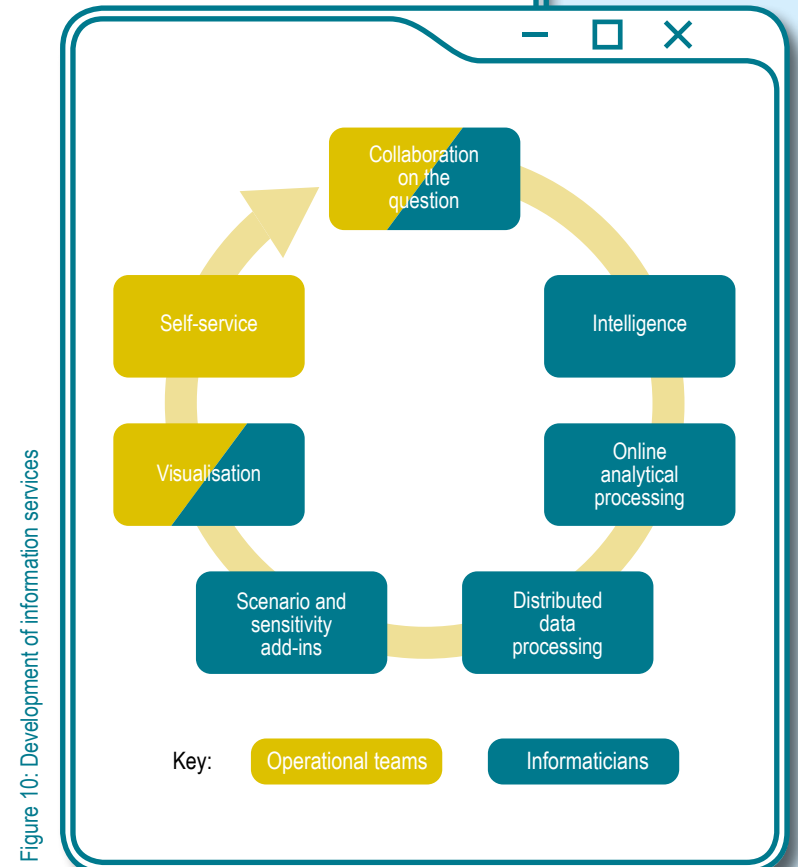 Collaboration
on the
question
Intelligence
Online
analytical
processing
Distributed
data
processing
Scenario and
sensitivity
add-ins
Visualisation
Self-service
Key:
Operational teams
Informaticians
Figure 10: Development of information services